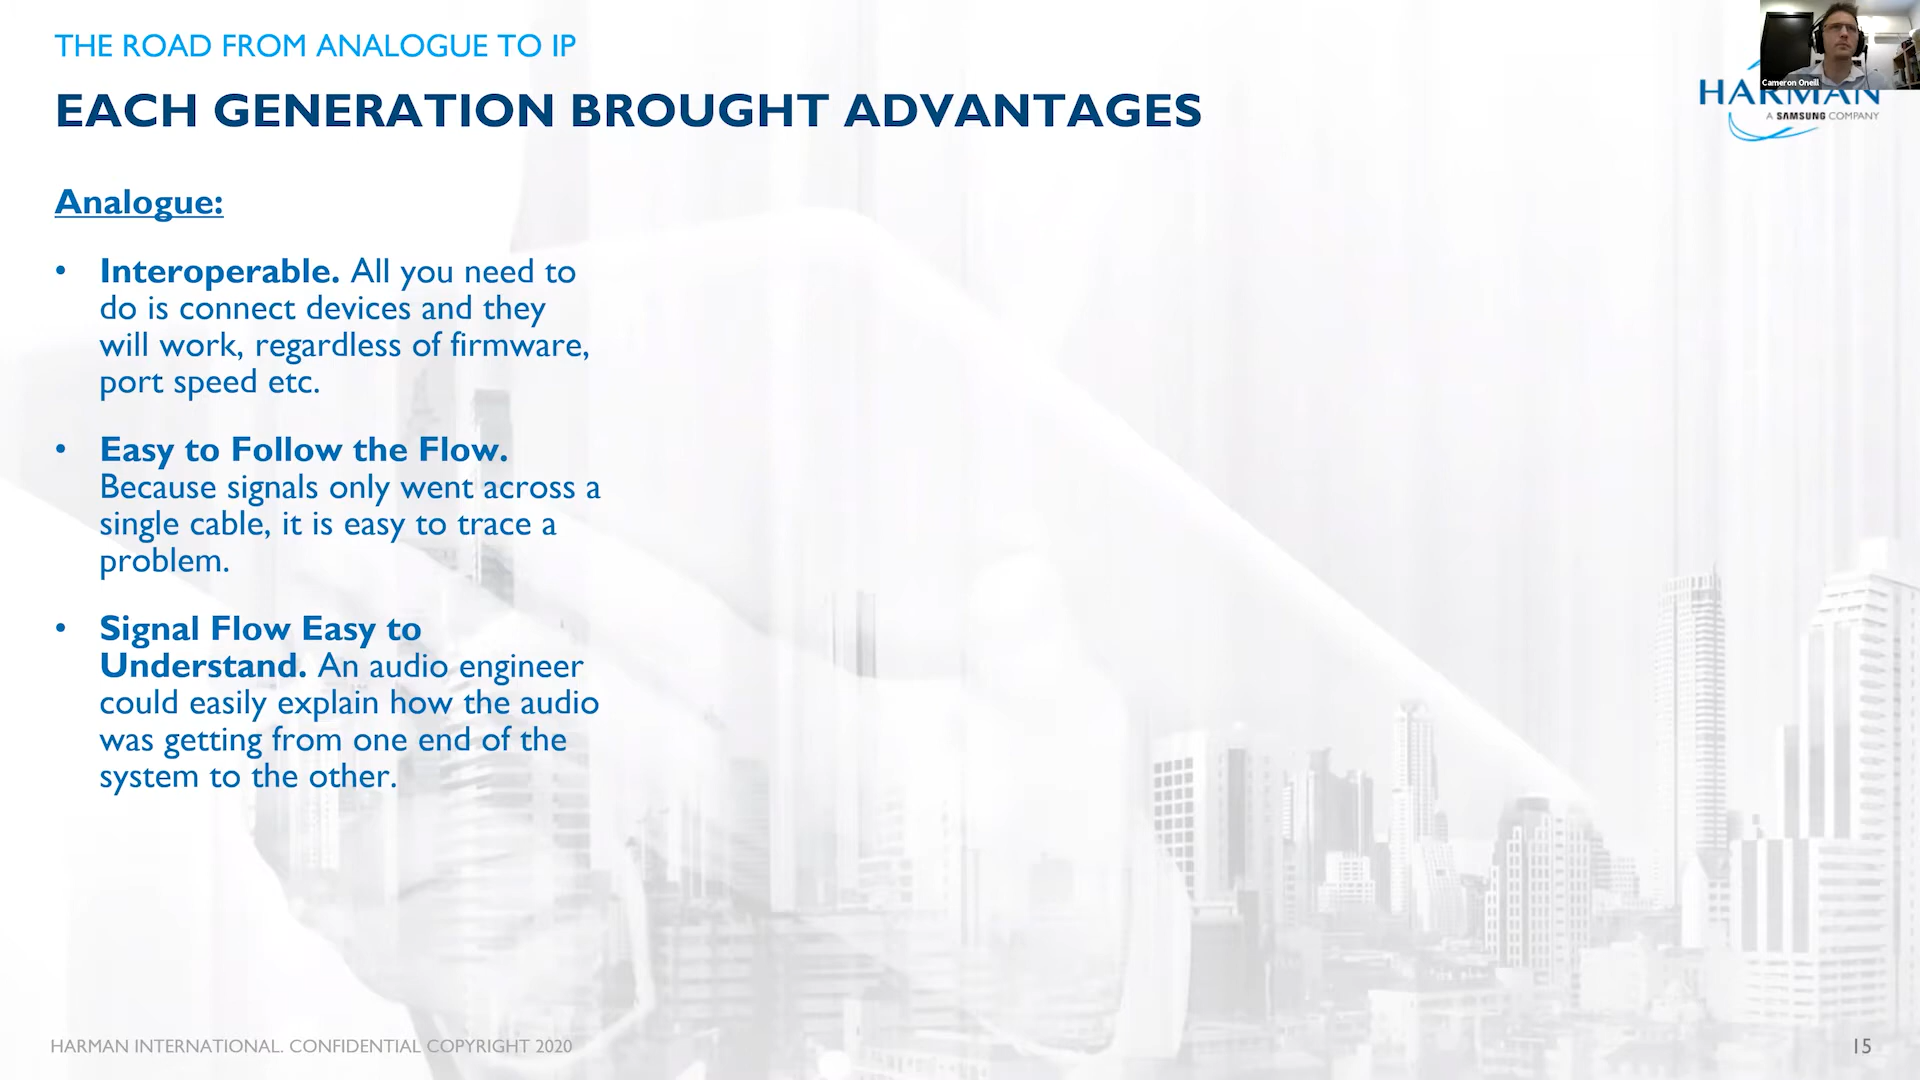 THE ROAD FROM ANALOGUE TO IP
EACH GENERATION BROUGHT ADVANTAGES
Cameron Oneill
HARMAN
A SAMSUNG COMPANY
Analogue:
• Interoperable. All you need to
do is connect devices and they
will work, regardless of firmware,
port speed etc.
• Easy to Follow the Flow.
Because signals only went across a
single cable, it is easy to trace a
problem.
• Signal Flow Easy to
Understand. An audio engineer
could easily explain how the audio
was getting from one end of the
system to the other.
HARMAN INTERNATIONAL. CONFIDENTIAL COPYRIGHT 2020
15